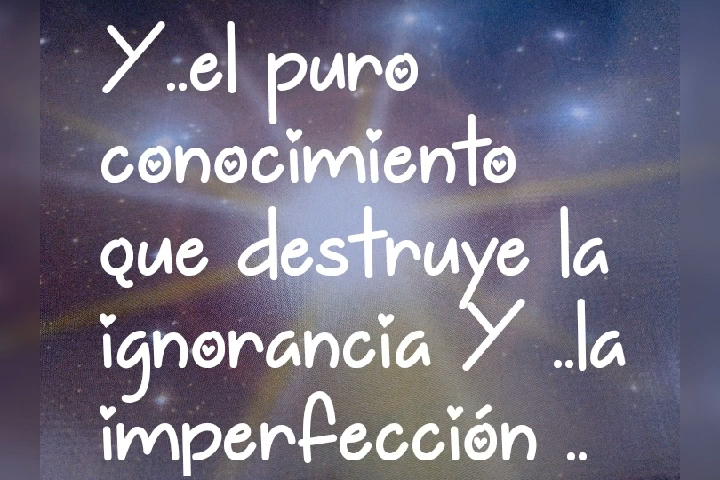 Y..el puro
conocimiento
que destruye la
ignorancia Y ..la
imperfección ..